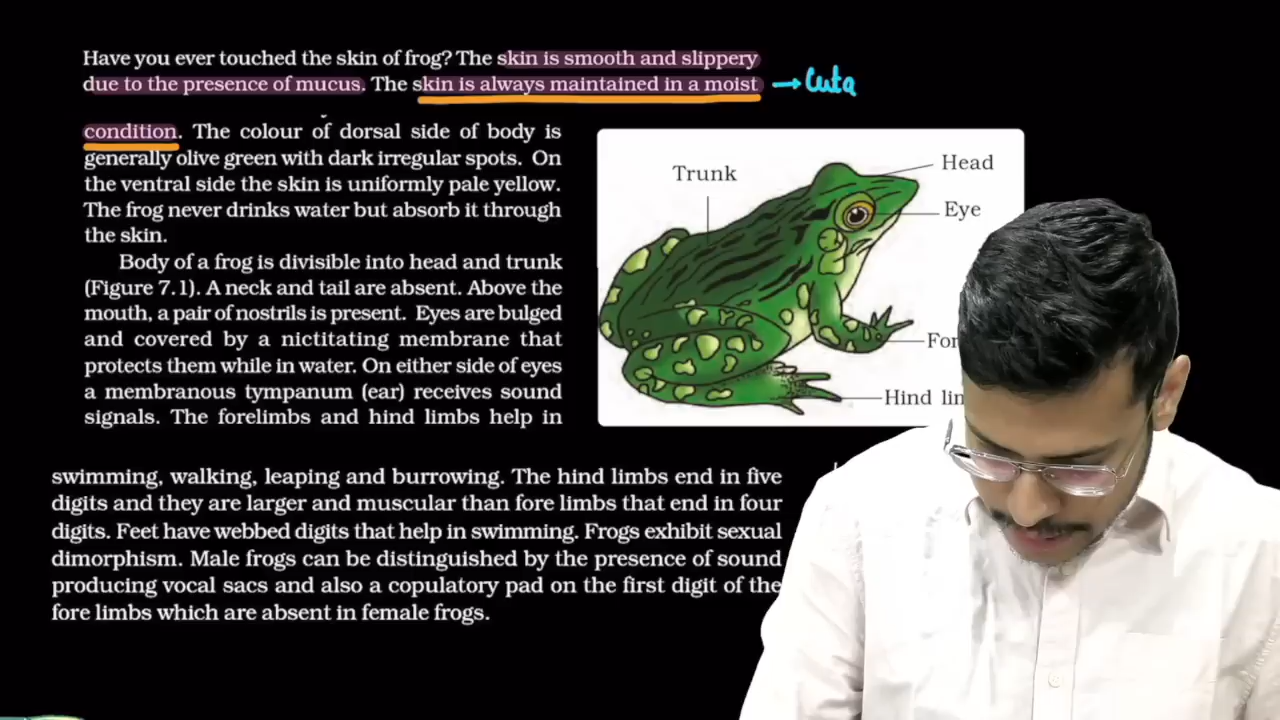 Have you ever touched the skin of frog? The skin is smooth and slippery
due to the presence of mucus. The skin is always maintained in a moist → Cuta
condition. The colour of dorsal side of body is
generally olive green with dark irregular spots. On
the ventral side the skin is uniformly pale yellow.
The frog never drinks water but absorb it through
the skin.
Body of a frog is divisible into head and trunk
(Figure 7.1). A neck and tail are absent. Above the
mouth, a pair of nostrils is present. Eyes are bulged
and covered by a nictitating membrane that
protects them while in water. On either side of eyes
a membranous tympanum (ear) receives sound
signals. The forelimbs and hind limbs help in
Trunk
Head
Eye
For
Hind lim
swimming, walking, leaping and burrowing. The hind limbs end in five
digits and they are larger and muscular than fore limbs that end in four
digits. Feet have webbed digits that help in swimming. Frogs exhibit sexual
dimorphism. Male frogs can be distinguished by the presence of sound
producing vocal sacs and also a copulatory pad on the first digit of the
fore limbs which are absent in female frogs.